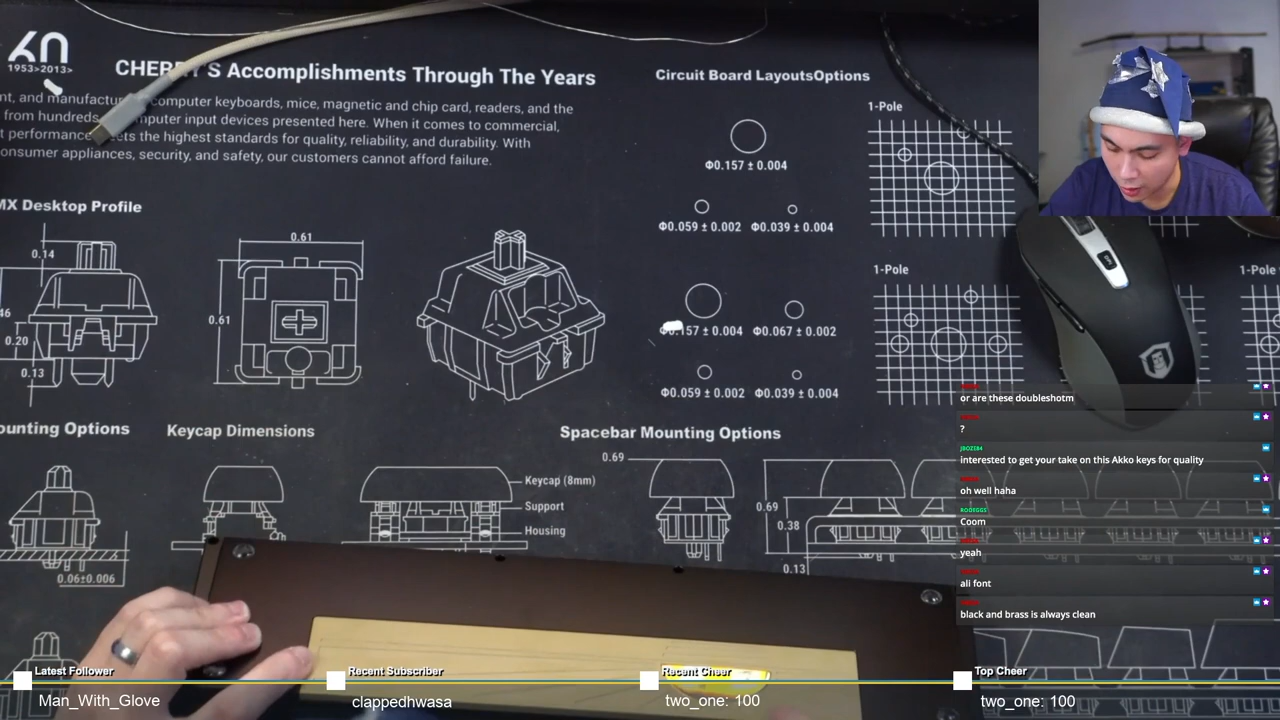 1953>2013>
CHERRY'S Accomplishments Through The Years
nt, and manufactur computer keyboards, mice, magnetic and chip card, readers, and the
from hundreds puter input devices presented here. When it comes to commercial,
t performance ets the highest standards for quality, reliability, and durability. With
onsumer appliances, security, and safety, our customers cannot afford failure.
Circuit Board LayoutsOptions
1-Pole
Φ0.157 ± 0.004
Φ0.059 ± 0.002 Φ0.039 ± 0.004
MX Desktop Profile
0.14
46
0.20
0.13
0.61
0.61
1-Pole
1-Pole
Φ0.157 ± 0.004 Φ0.067 ± 0.002
Φ0.059 ± 0.002 Φ0.039 ± 0.004
ounting Options
Keycap Dimensions
Spacebar Mounting Options
0.69
Keycap (8mm)
Support
Housing
0.69
0.38
0.13
0.06±0.006
or are these doubleshotm
?
JBOZE84
interested to get your take on this Akko keys for quality
oh well haha
RODEGGS
Coom
yeah
ali font
black and brass is always clean
Latest Follower
Man_With_Glove
Recent Subscriber
clappedhwasa
Recent Cheer
two_one: 100
Top Cheer
two_one: 100